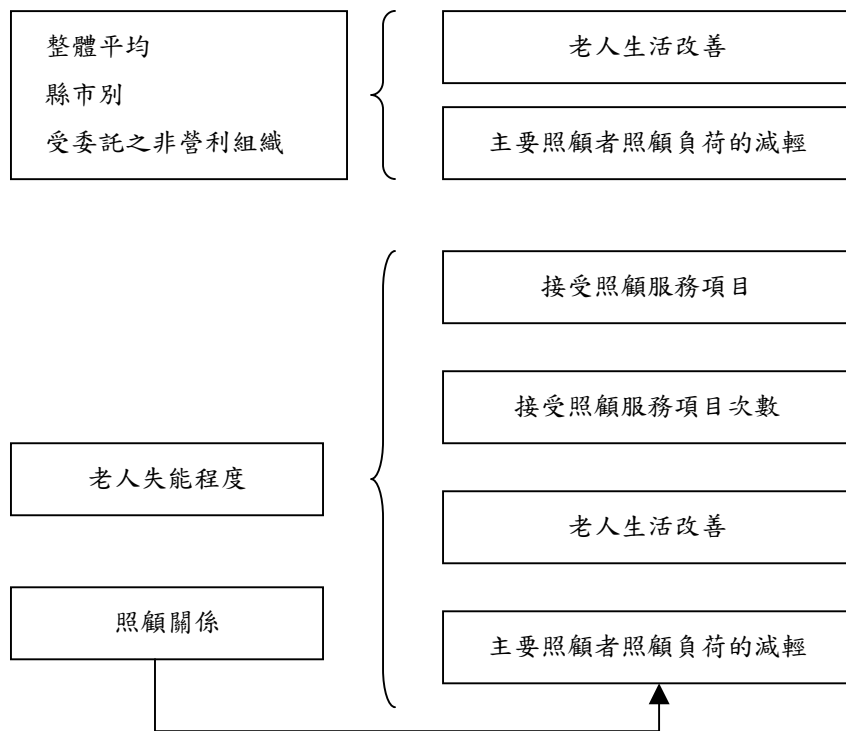 整體平均
縣市別
受委託之非營利組織
老人生活改善
主要照顧者照顧負荷的減輕
老人失能程度
照顧關係
接受照顧服務項目
接受照顧服務項目次數
老人生活改善
主要照顧者照顧負荷的減輕